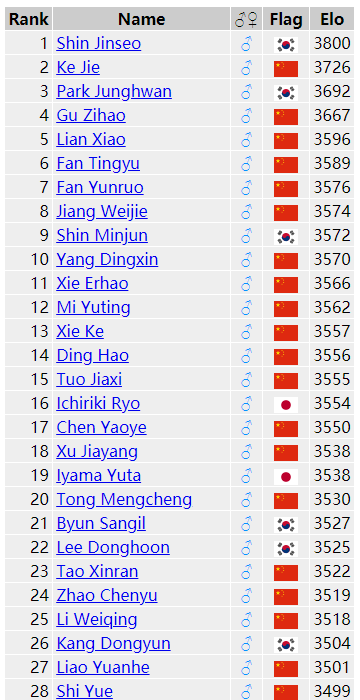 Rank Name ♂♀ Flag Elo
1 Shin Jinseo ♂ 3800
2 Ke Jie ♂ 3726
3 Park Junghwan ♂ 3692
4 Gu Zihao ♂ 3667
5 Lian Xiao ♂ 3596
6 Fan Tingyu ♂ 3589
7 Fan Yunruo ♂ 3576
8 Jiang Weijie ♂ 3574
9 Shin Minjun ♂ 3572
10 Yang Dingxin ♂ 3570
11 Xie Erhao ♂ 3566
12 Mi Yuting ♂ 3562
13 Xie Ke ♂ 3557
14 Ding Hao ♂ 3556
15 Tuo Jiaxi ♂ 3555
16 Ichiriki Ryo ♂ 3554
17 Chen Yaoye ♂ 3550
18 Xu Jiayang ♂ 3538
19 Iyama Yuta ♂ 3538
20 Tong Mengcheng ♂ 3530
21 Byun Sangil ♂ 3527
22 Lee Donghoon ♂ 3525
23 Tao Xinran ♂ 3522
24 Zhao Chenyu ♂ 3519
25 Li Weiqing ♂ 3518
26 Kang Dongyun ♂ 3504
27 Liao Yuanhe ♂ 3501
28 Shi Yue ♂ 3499